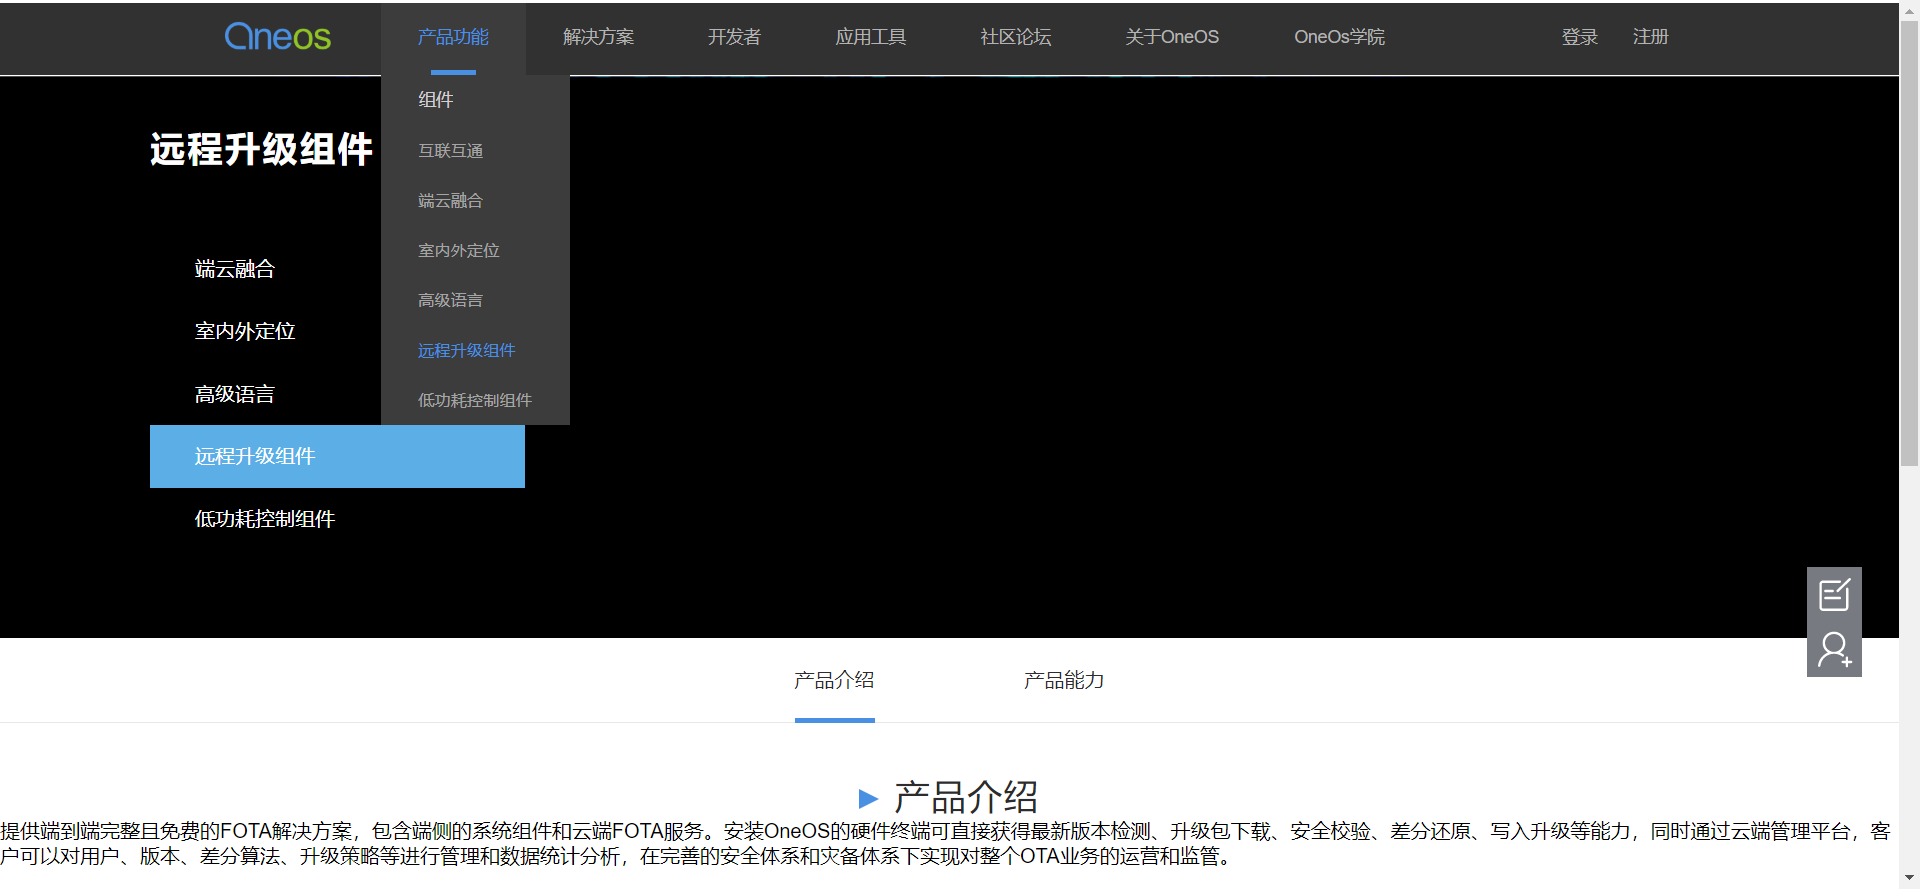 Oneos 产品功能 解决方案 开发者 应用工具 社区论坛 关于OneOS OneOs学院 登录 注册
组件
互联互通
端云融合
室内外定位
高级语言
远程升级组件
低功耗控制组件
远程升级组件
端云融合
室内外定位
高级语言
远程升级组件
低功耗控制组件
产品介绍 产品能力
产品介绍
提供端到端完整且免费的FOTA解决方案，包含端侧的系统组件和云端FOTA服务。安装OneOS的硬件终端可直接获得最新版本检测、升级包下载、安全校验、差分还原、写入升级等能力，同时通过云端管理平台，客
户可以对用户、版本、差分算法、升级策略等进行管理和数据统计分析，在完善的安全体系和灾备体系下实现对整个OTA业务的运营和监管。